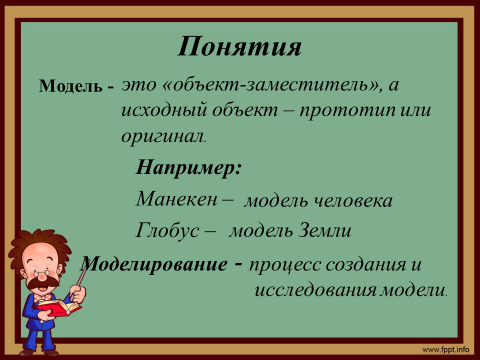 Понятия
Модель - это «объект-заместитель», а
исходный объект – прототип или
оригинал.
Например:
Манекен – модель человека
Глобус – модель Земли
Моделирование - процесс создания и
исследования модели.
www.fppt.info